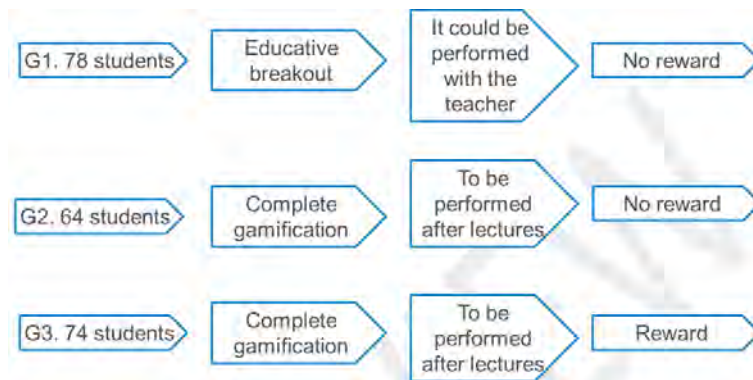 G1. 78 students
Educative
breakout
It could be
performed
with the
teacher
No reward
G2. 64 students
Complete
gamification
To be
performed
after lectures
No reward
G3. 74 students
Complete
gamification
To be
performed
after lectures
Reward